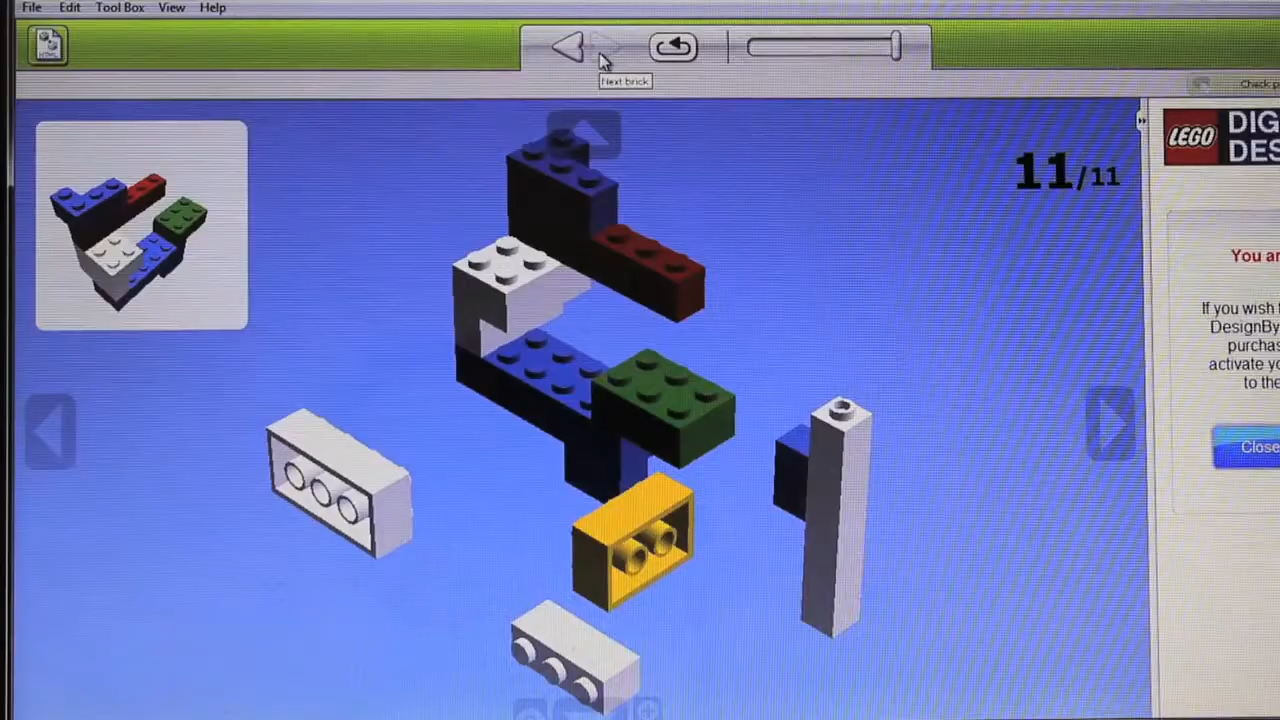 File Edit Tool Box View Help
Next brick
Check p
11/11
LEGO DIG
DES
You ar
If you wish t
DesignBy
purchas
activate yo
to the
Close